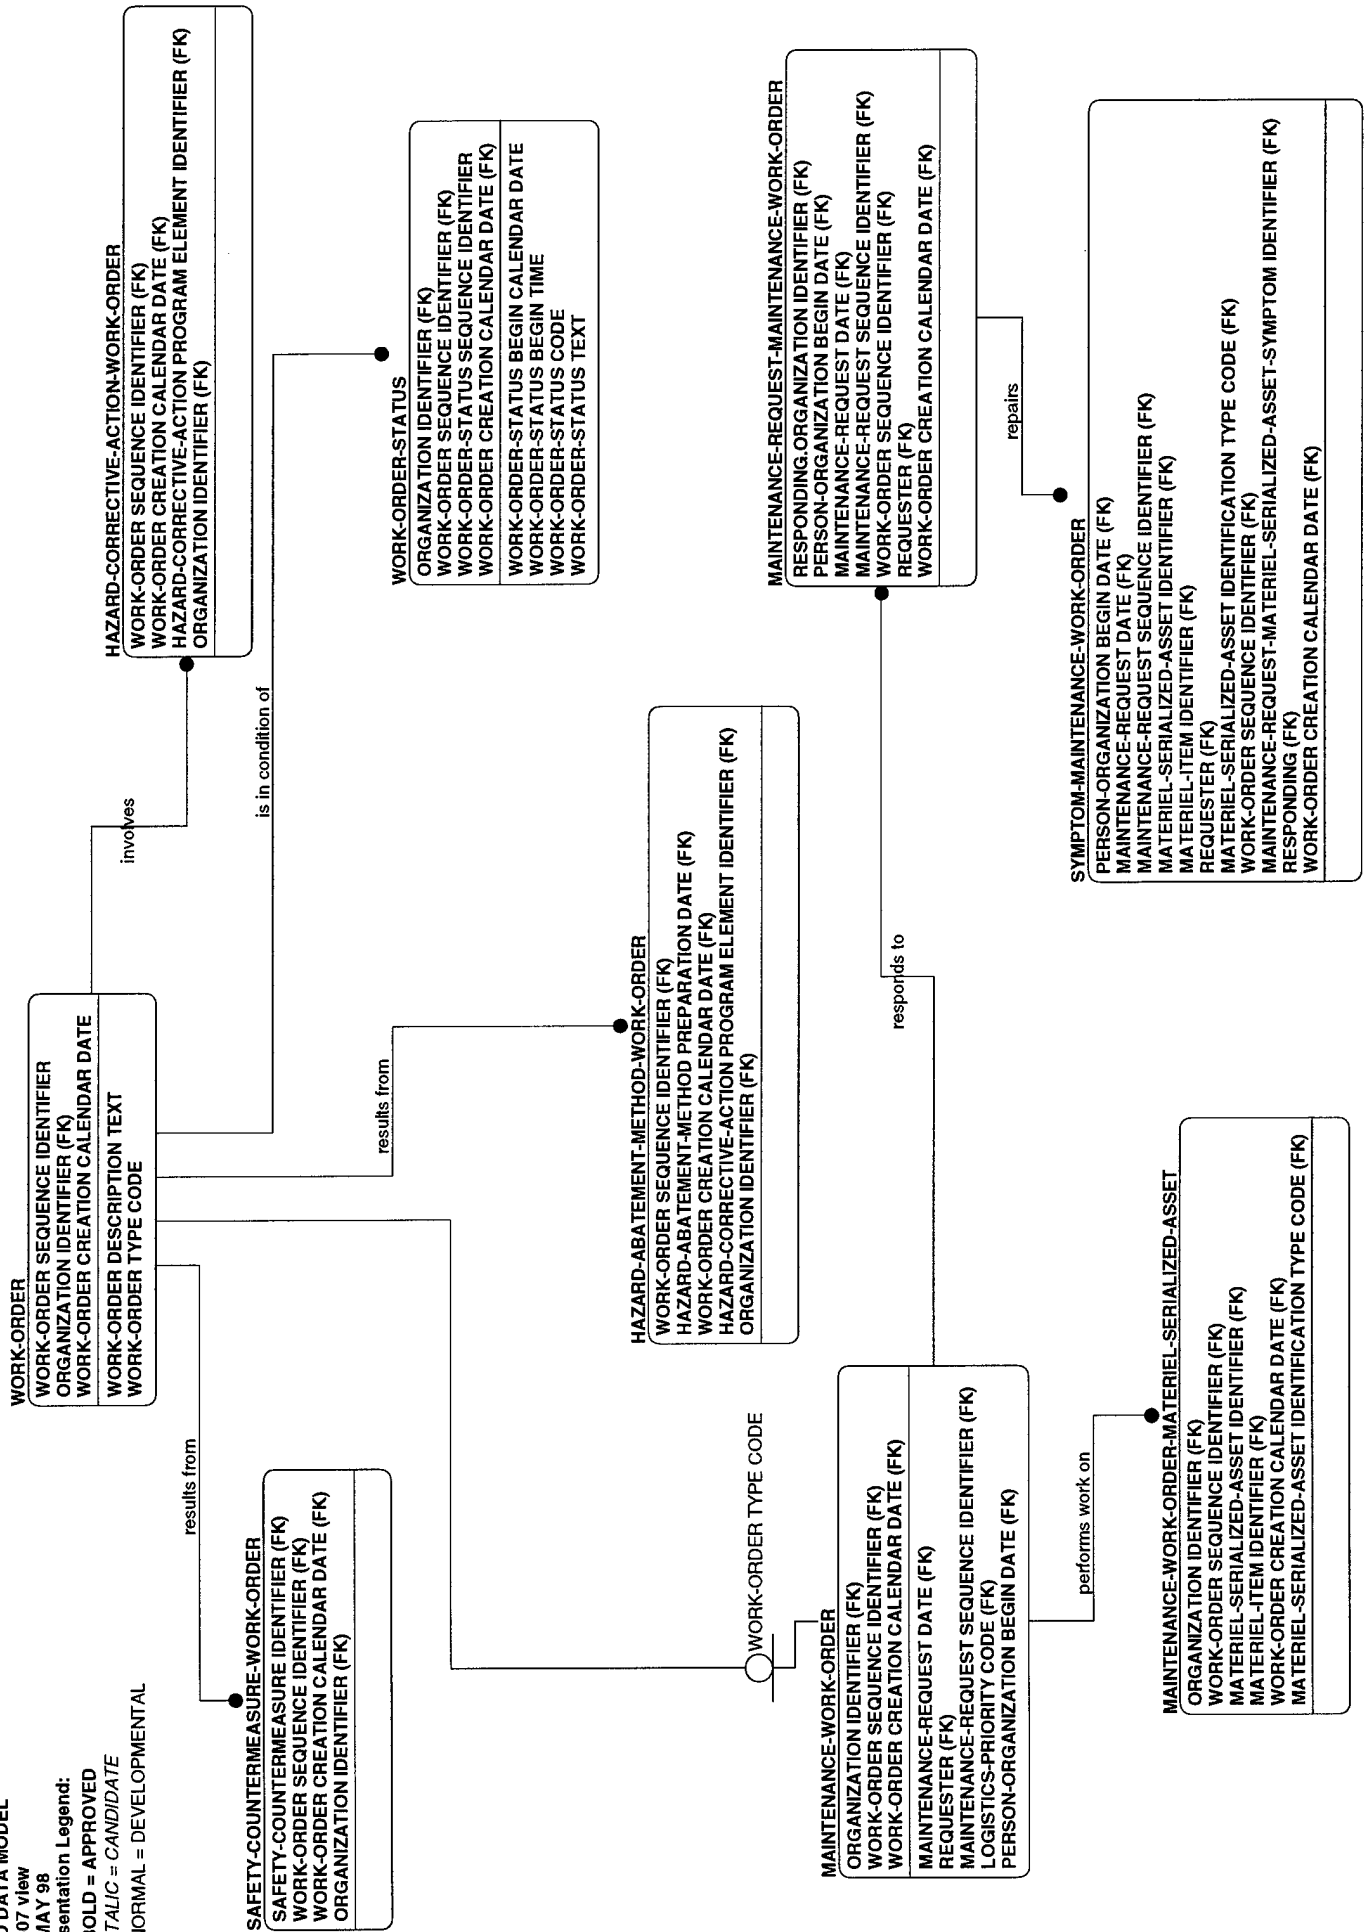 DATA MODEL
07 view
MAY 98
sentation Legend:
BOLD = APPROVED
TALIC = CANDIDATE
NORMAL = DEVELOPMENTAL
WORK-ORDER
WORK-ORDER SEQUENCE IDENTIFIER
ORGANIZATION IDENTIFIER (FK)
WORK-ORDER CREATION CALENDAR DATE
WORK-ORDER DESCRIPTION TEXT
WORK-ORDER TYPE CODE
involves
is in condition of
results from
results from
HAZARD-CORRECTIVE-ACTION-WORK-ORDER
WORK-ORDER SEQUENCE IDENTIFIER (FK)
WORK-ORDER CREATION CALENDAR DATE (FK)
HAZARD-CORRECTIVE-ACTION PROGRAM ELEMENT IDENTIFIER (FK)
ORGANIZATION IDENTIFIER (FK)
SAFETY-COUNTERMEASURE-WORK-ORDER
SAFETY-COUNTERMEASURE IDENTIFIER (FK)
WORK-ORDER SEQUENCE IDENTIFIER (FK)
WORK-ORDER CREATION CALENDAR DATE (FK)
ORGANIZATION IDENTIFIER (FK)
WORK-ORDER-STATUS
ORGANIZATION IDENTIFIER (FK)
WORK-ORDER SEQUENCE IDENTIFIER (FK)
WORK-ORDER-STATUS SEQUENCE IDENTIFIER
WORK-ORDER CREATION CALENDAR DATE (FK)
WORK-ORDER-STATUS BEGIN CALENDAR DATE
WORK-ORDER-STATUS BEGIN TIME
WORK-ORDER-STATUS CODE
WORK-ORDER-STATUS TEXT
HAZARD-ABATEMENT-METHOD-WORK-ORDER
WORK-ORDER SEQUENCE IDENTIFIER (FK)
HAZARD-ABATEMENT-METHOD PREPARATION DATE (FK)
WORK-ORDER CREATION CALENDAR DATE (FK)
HAZARD-CORRECTIVE-ACTION PROGRAM ELEMENT IDENTIFIER (FK)
ORGANIZATION IDENTIFIER (FK)
WORK-ORDER TYPE CODE
MAINTENANCE-WORK-ORDER
ORGANIZATION IDENTIFIER (FK)
WORK-ORDER SEQUENCE IDENTIFIER (FK)
WORK-ORDER CREATION CALENDAR DATE (FK)
MAINTENANCE-REQUEST DATE (FK)
REQUESTER (FK)
MAINTENANCE-REQUEST SEQUENCE IDENTIFIER (FK)
LOGISTICS-PRIORITY CODE (FK)
PERSON-ORGANIZATION BEGIN DATE (FK)
responds to
MAINTENANCE-REQUEST-MAINTENANCE-WORK-ORDER
RESPONDING.ORGANIZATION IDENTIFIER (FK)
PERSON-ORGANIZATION BEGIN DATE (FK)
MAINTENANCE-REQUEST DATE (FK)
MAINTENANCE-REQUEST SEQUENCE IDENTIFIER (FK)
WORK-ORDER SEQUENCE IDENTIFIER (FK)
REQUESTER (FK)
WORK-ORDER CREATION CALENDAR DATE (FK)
performs work on
repairs
MAINTENANCE-WORK-ORDER-MATERIEL-SERIALIZED-ASSET
ORGANIZATION IDENTIFIER (FK)
WORK-ORDER SEQUENCE IDENTIFIER (FK)
MATERIEL-SERIALIZED-ASSET IDENTIFIER (FK)
MATERIEL-ITEM IDENTIFIER (FK)
WORK-ORDER CREATION CALENDAR DATE (FK)
MATERIEL-SERIALIZED-ASSET IDENTIFICATION TYPE CODE (FK)
SYMPTOM-MAINTENANCE-WORK-ORDER
PERSON-ORGANIZATION BEGIN DATE (FK)
MAINTENANCE-REQUEST DATE (FK)
MAINTENANCE-REQUEST SEQUENCE IDENTIFIER (FK)
MATERIEL-SERIALIZED-ASSET IDENTIFIER (FK)
MATERIEL-ITEM IDENTIFIER (FK)
REQUESTER (FK)
MATERIEL-SERIALIZED-ASSET IDENTIFICATION TYPE CODE (FK)
WORK-ORDER SEQUENCE IDENTIFIER (FK)
MAINTENANCE-REQUEST-MATERIEL-SERIALIZED-ASSET-SYMPTOM IDENTIFIER (FK)
RESPONDING (FK)
WORK-ORDER CREATION CALENDAR DATE (FK)